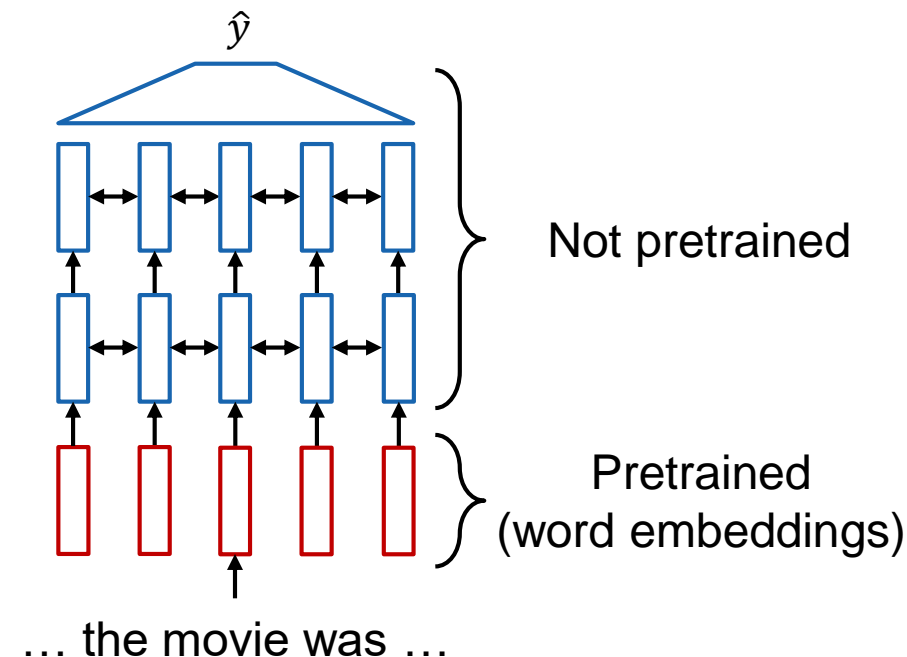 ŷ
Not pretrained
Pretrained
(word embeddings)
… the movie was …